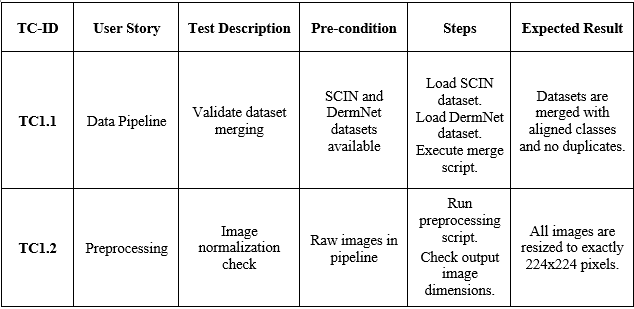 TC-ID
User Story
Test Description
Pre-condition
Steps
Expected Result
TC1.1
Data Pipeline
Validate dataset
merging
SCIN and
DermNet
datasets
available
Load SCIN
dataset.
Load DermNet
dataset.
Execute merge
script.
Datasets are
merged with
aligned classes
and no duplicates.
TC1.2
Preprocessing
Image
normalization
check
Raw images in
pipeline
Run
preprocessing
script.
Check output
image
dimensions.
All images are
resized to exactly
224x224 pixels.